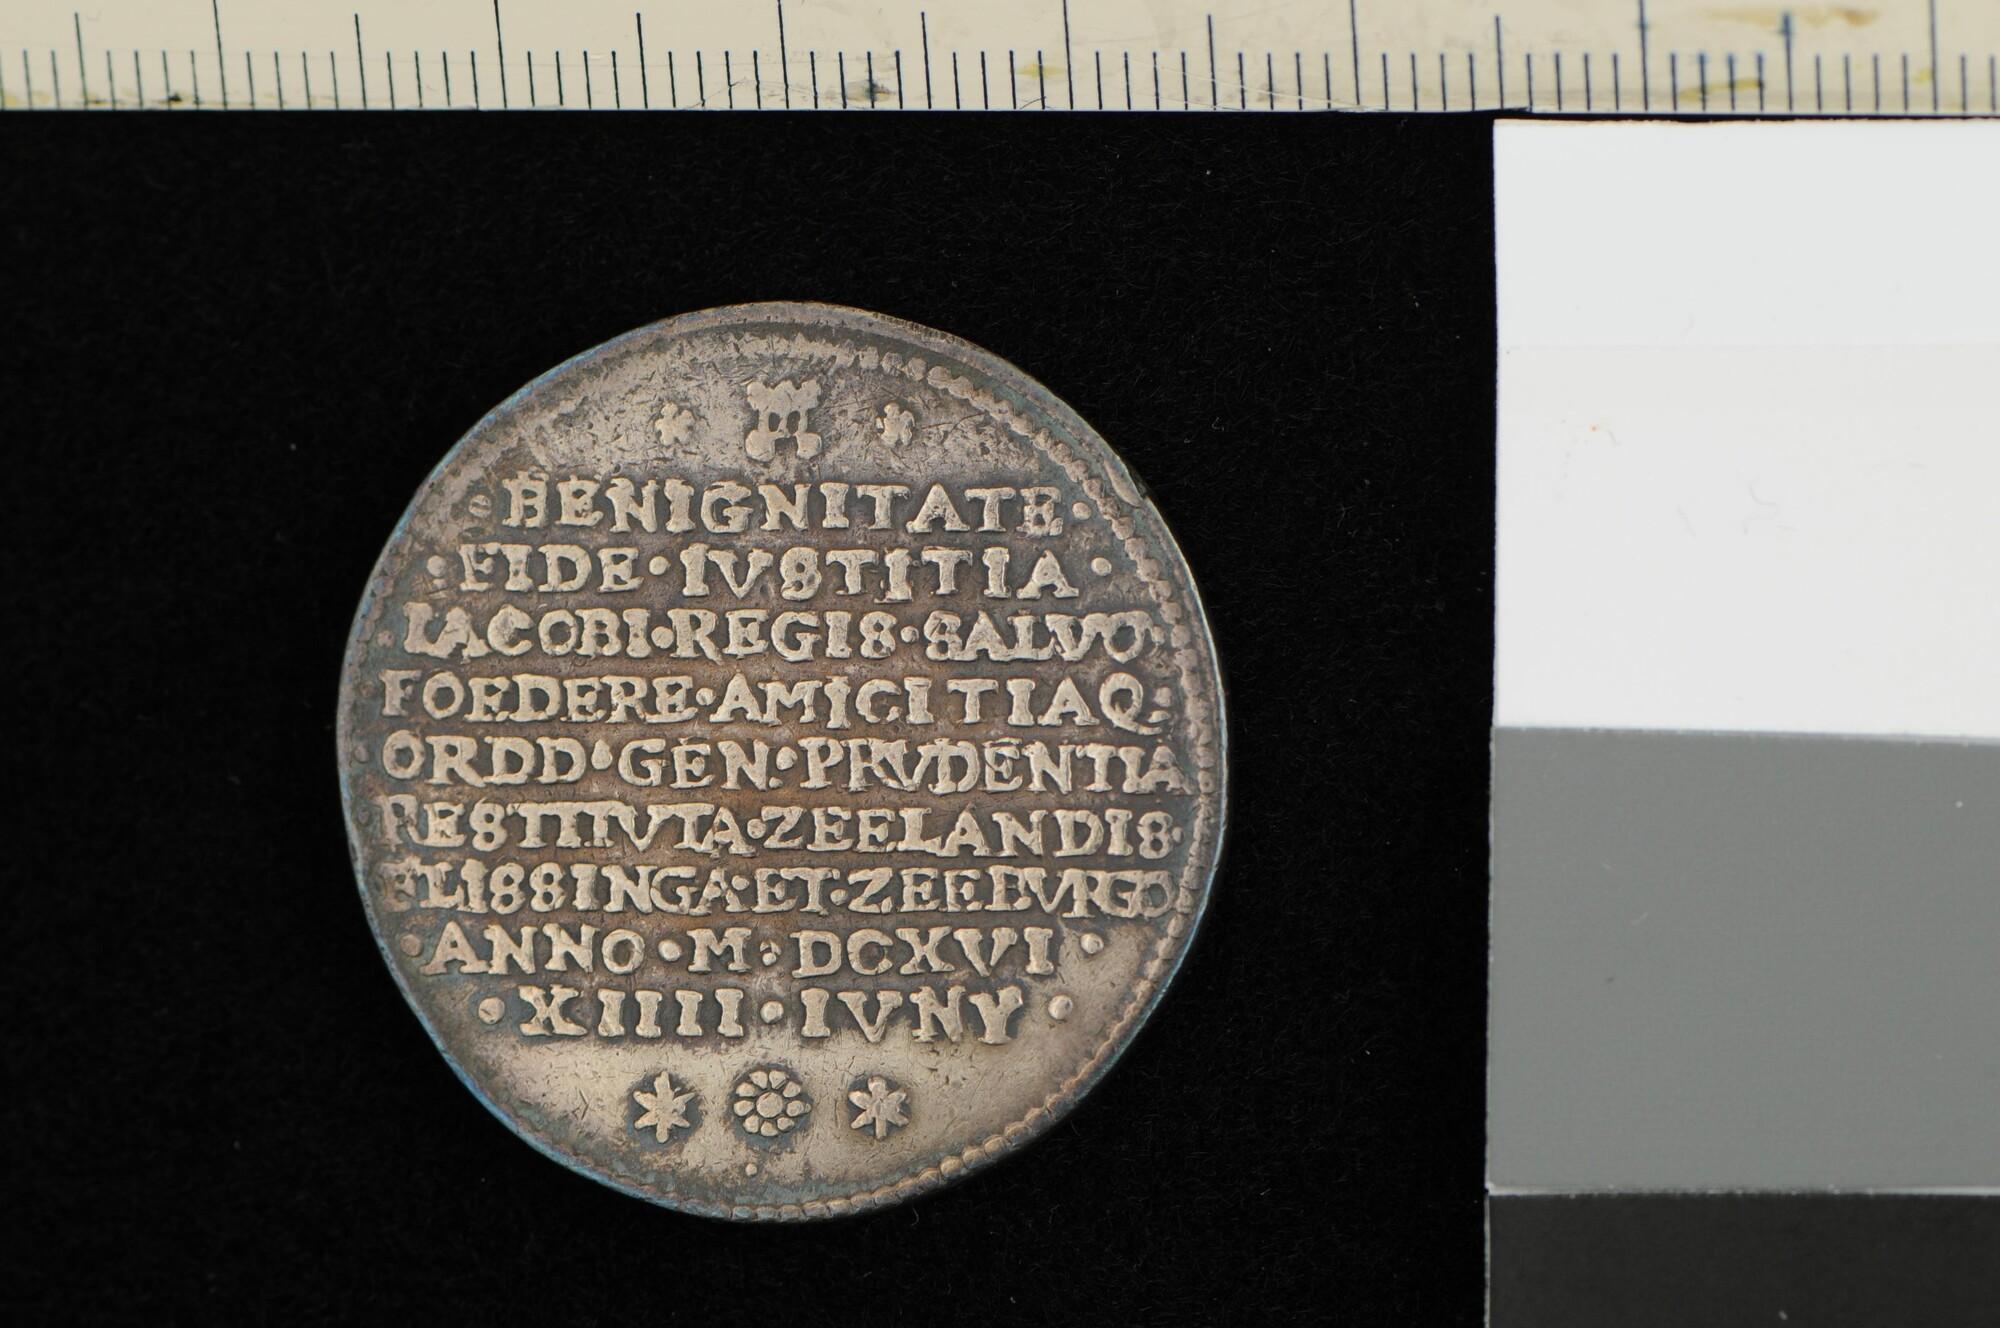 BENIGNITATE·
·FIDE·IVSTITIA·
IACOBI·REGIS·SALVO
FOEDERE·AMICITIAQ:
ORDD·GEN·PRVDENTIA
RESTITVTA·ZEELANDIS·
FLISSINGA·ET·ZEEBVRGO
·ANNO·M·DCXVI·
·XIIII·IVNY·